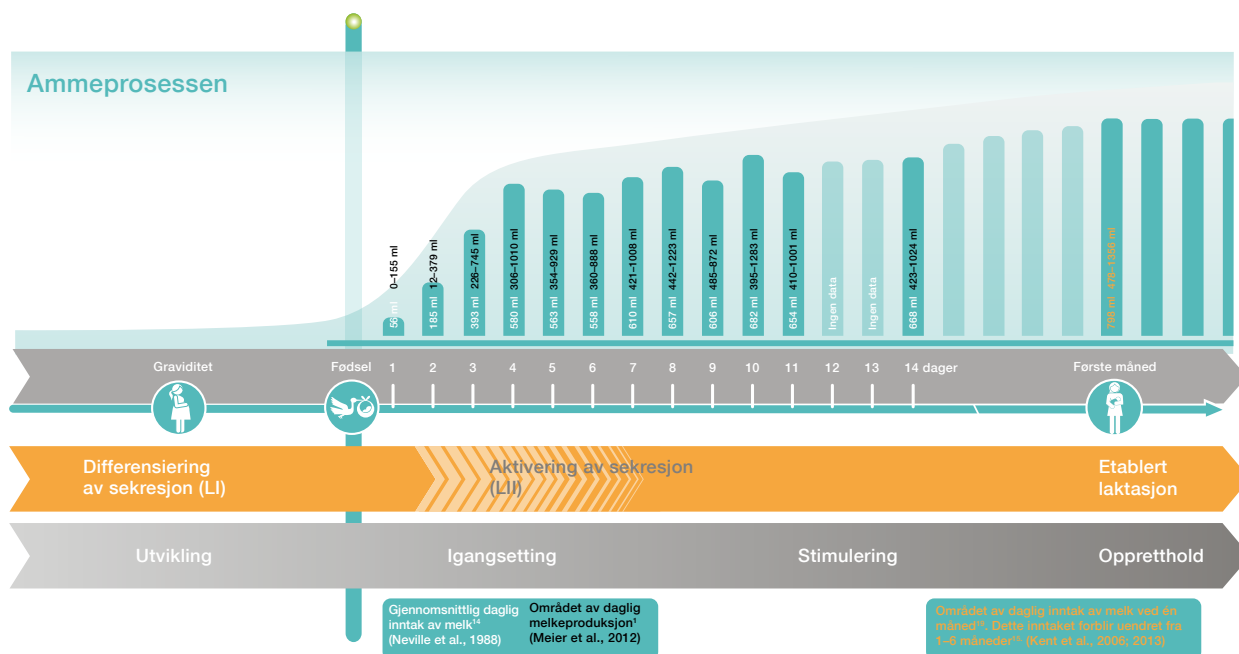 Ammeprosessen
56 ml 0–155 ml
185 ml 12–379 ml
393 ml 226–745 ml
580 ml 306–1010 ml
563 ml 354–929 ml
558 ml 360–888 ml
610 ml 421–1008 ml
657 ml 442–1223 ml
606 ml 485–872 ml
682 ml 395–1283 ml
654 ml 410–1001 ml
Ingen data
Ingen data
668 ml 423–1024 ml
798 ml 478–1356 ml
Graviditet Fødsel 1 2 3 4 5 6 7 8 9 10 11 12 13 14 dager Første måned
Differensiering
av sekresjon (LI)
Aktivering av sekresjon
(LII)
Etablert
laktasjon
Utvikling Igangsetting Stimulering Oppretthold
Gjennomsnittlig daglig
inntak av melk¹⁴
(Neville et al., 1988)
Området av daglig
melkeproduksjon¹
(Meier et al., 2012)
Området av daglig inntak av melk ved én
måned¹⁵. Dette inntaket forblir uendret fra
1–6 måneder¹⁵ (Kent et al., 2006; 2013)